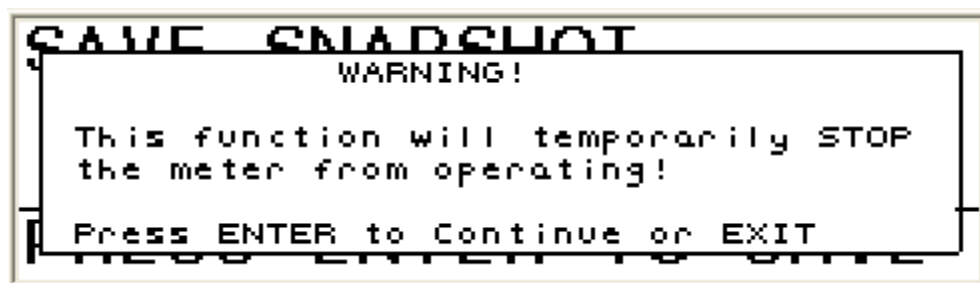 SAVE SNAPSHOT
WARNING!
This function will temporarily STOP
the meter from operating!
Press ENTER to Continue or EXIT
PRESS ENTER TO SAVE